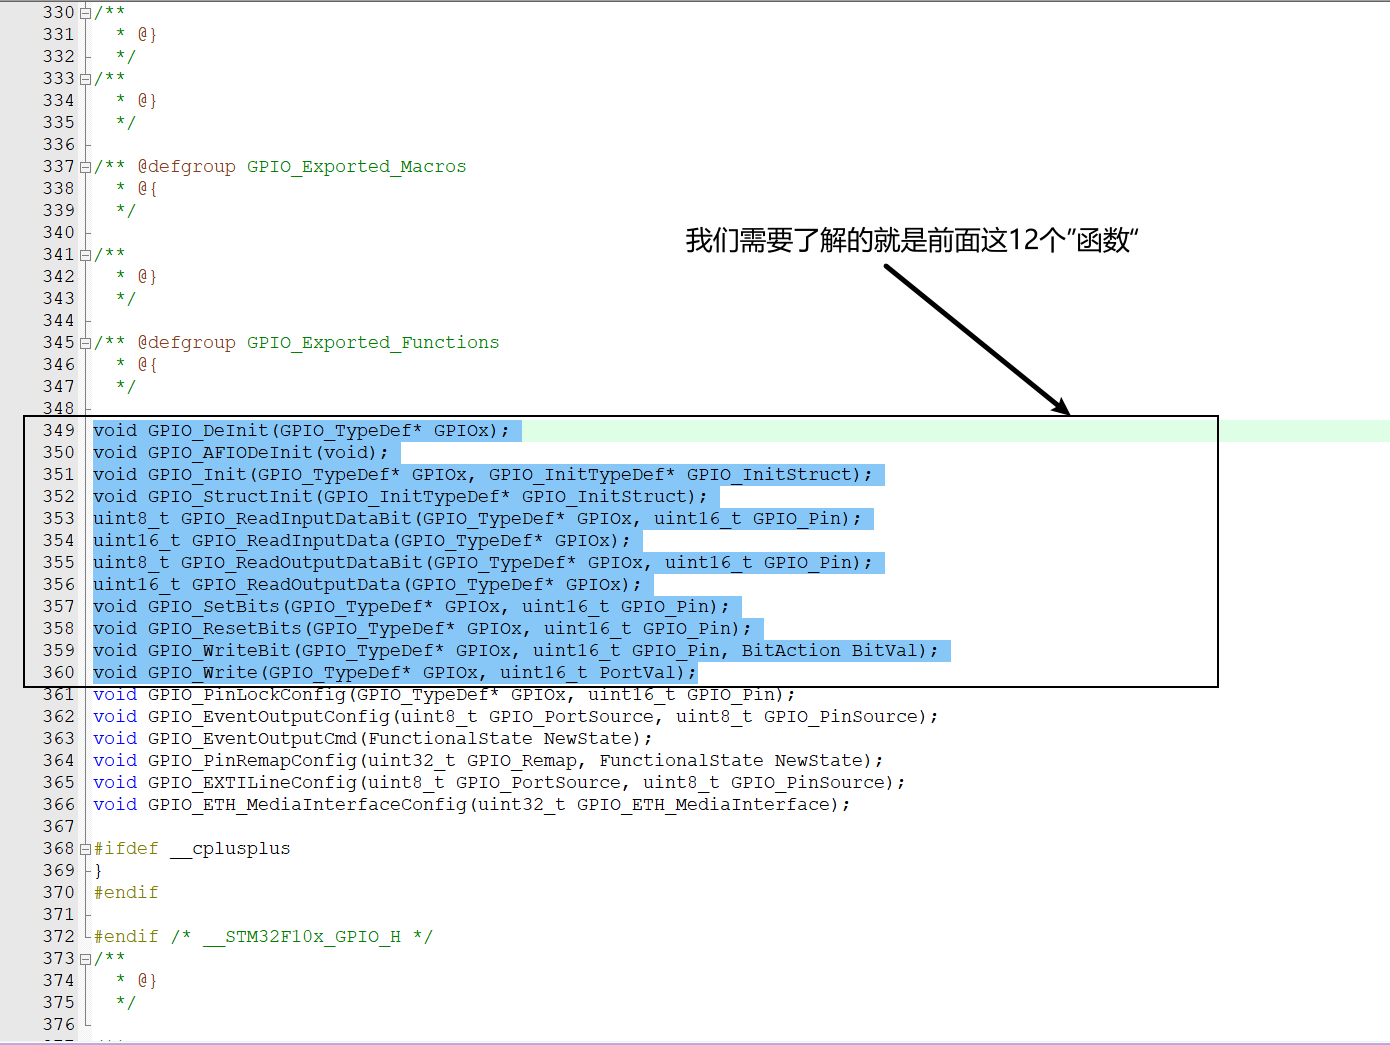 330 /**
331 * @}
332 */
333 /**
334 * @}
335 */
336
337 /** @defgroup GPIO_Exported_Macros
338 * @{
339 */
我们需要了解的就是前面这12个”函数“
340
341 /**
342 * @}
343 */
344
345 /** @defgroup GPIO_Exported_Functions
346 * @{
347 */
348
349 void GPIO_DeInit(GPIO_TypeDef* GPIOx);
350 void GPIO_AFIODeInit(void);
351 void GPIO_Init(GPIO_TypeDef* GPIOx, GPIO_InitTypeDef* GPIO_InitStruct);
352 void GPIO_StructInit(GPIO_InitTypeDef* GPIO_InitStruct);
353 uint8_t GPIO_ReadInputDataBit(GPIO_TypeDef* GPIOx, uint16_t GPIO_Pin);
354 uint16_t GPIO_ReadInputData(GPIO_TypeDef* GPIOx);
355 uint8_t GPIO_ReadOutputDataBit(GPIO_TypeDef* GPIOx, uint16_t GPIO_Pin);
356 uint16_t GPIO_ReadOutputData(GPIO_TypeDef* GPIOx);
357 void GPIO_SetBits(GPIO_TypeDef* GPIOx, uint16_t GPIO_Pin);
358 void GPIO_ResetBits(GPIO_TypeDef* GPIOx, uint16_t GPIO_Pin);
359 void GPIO_WriteBit(GPIO_TypeDef* GPIOx, uint16_t GPIO_Pin, BitAction BitVal);
360 void GPIO_Write(GPIO_TypeDef* GPIOx, uint16_t PortVal);
361 void GPIO_PinLockConfig(GPIO_TypeDef* GPIOx, uint16_t GPIO_Pin);
362 void GPIO_EventOutputConfig(uint8_t GPIO_PortSource, uint8_t GPIO_PinSource);
363 void GPIO_EventOutputCmd(FunctionalState NewState);
364 void GPIO_PinRemapConfig(uint32_t GPIO_Remap, FunctionalState NewState);
365 void GPIO_EXTILineConfig(uint8_t GPIO_PortSource, uint8_t GPIO_PinSource);
366 void GPIO_ETH_MediaInterfaceConfig(uint32_t GPIO_ETH_MediaInterface);
367
368 #ifdef __cplusplus
369 }
370 #endif
371
372 #endif /* __STM32F10x_GPIO_H */
373 /**
374 * @}
375 */
376